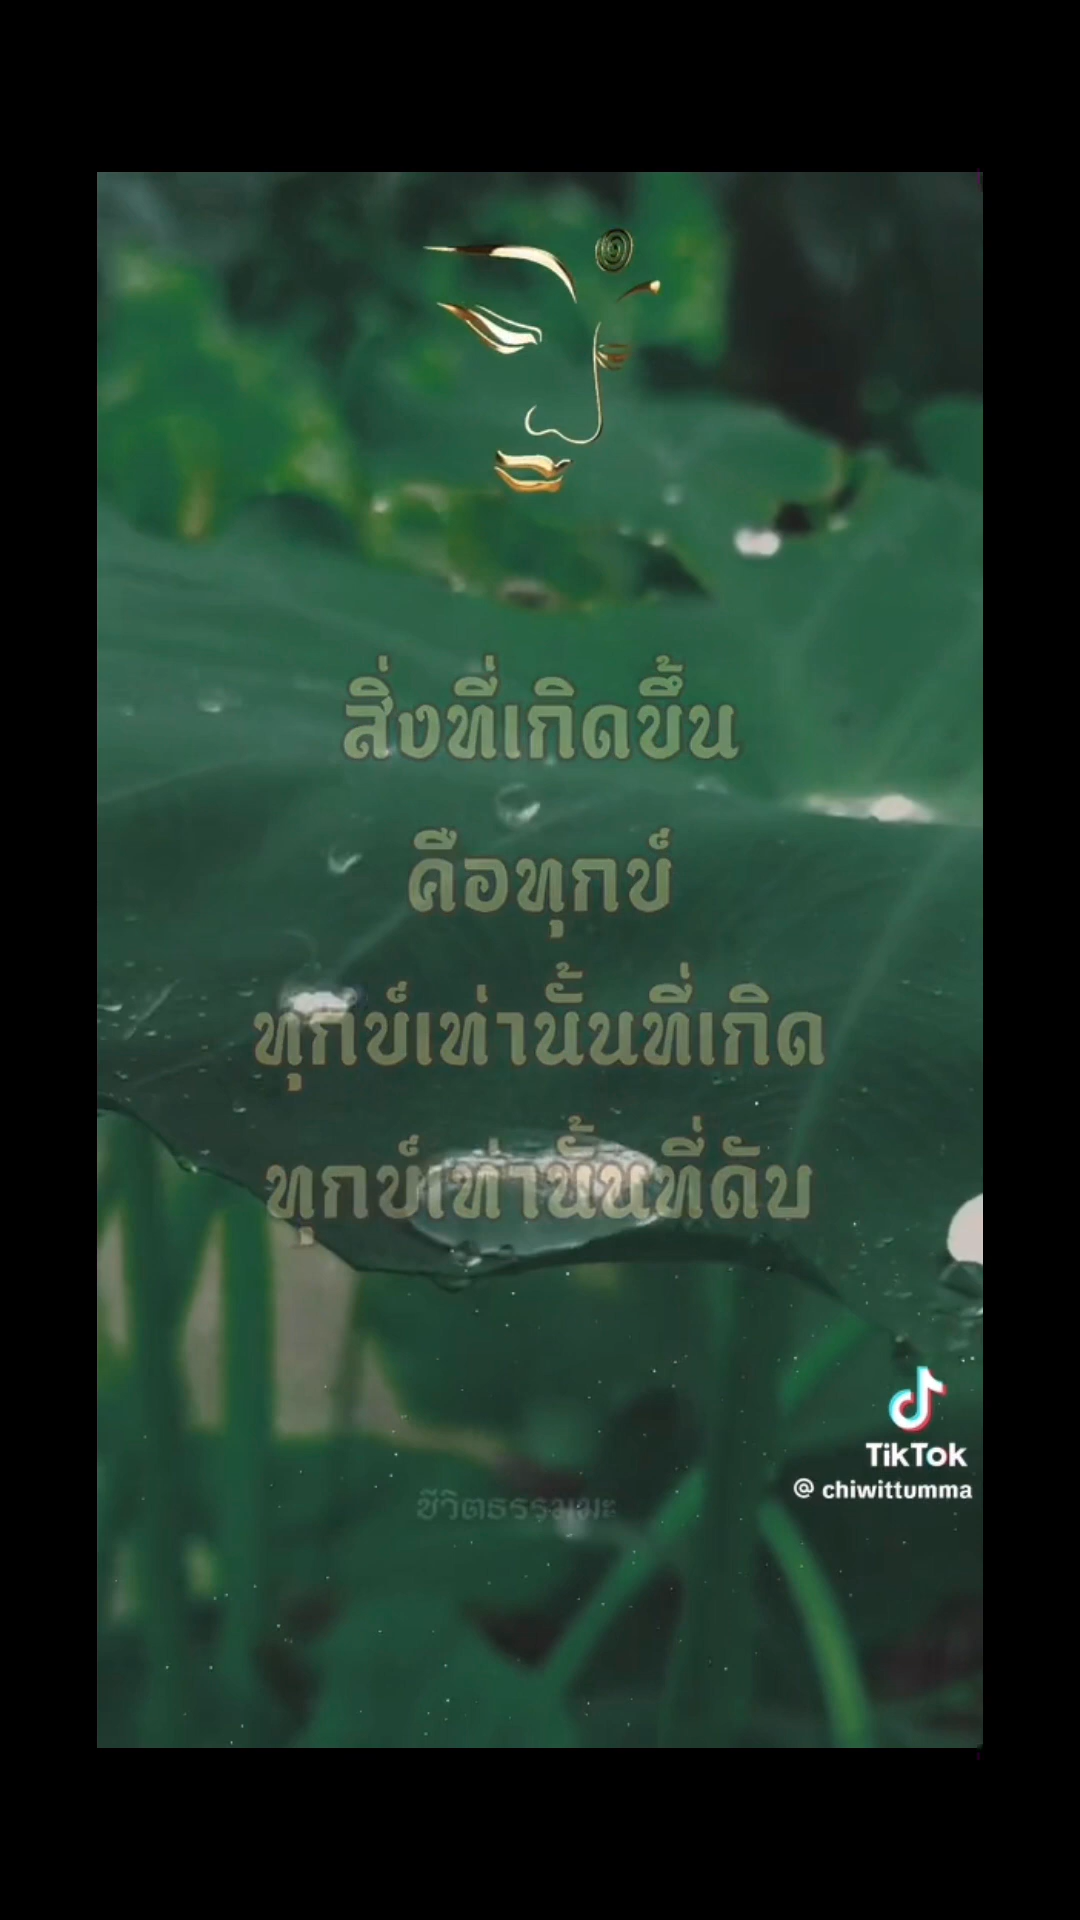 สิ่งที่เกิดขึ้น
คือทุกข์
ทุกข์เท่านั้นที่เกิด
ทุกข์เท่านั้นที่ดับ
TikTok
@ chiwittumma
ชีวิตธรรมมะ